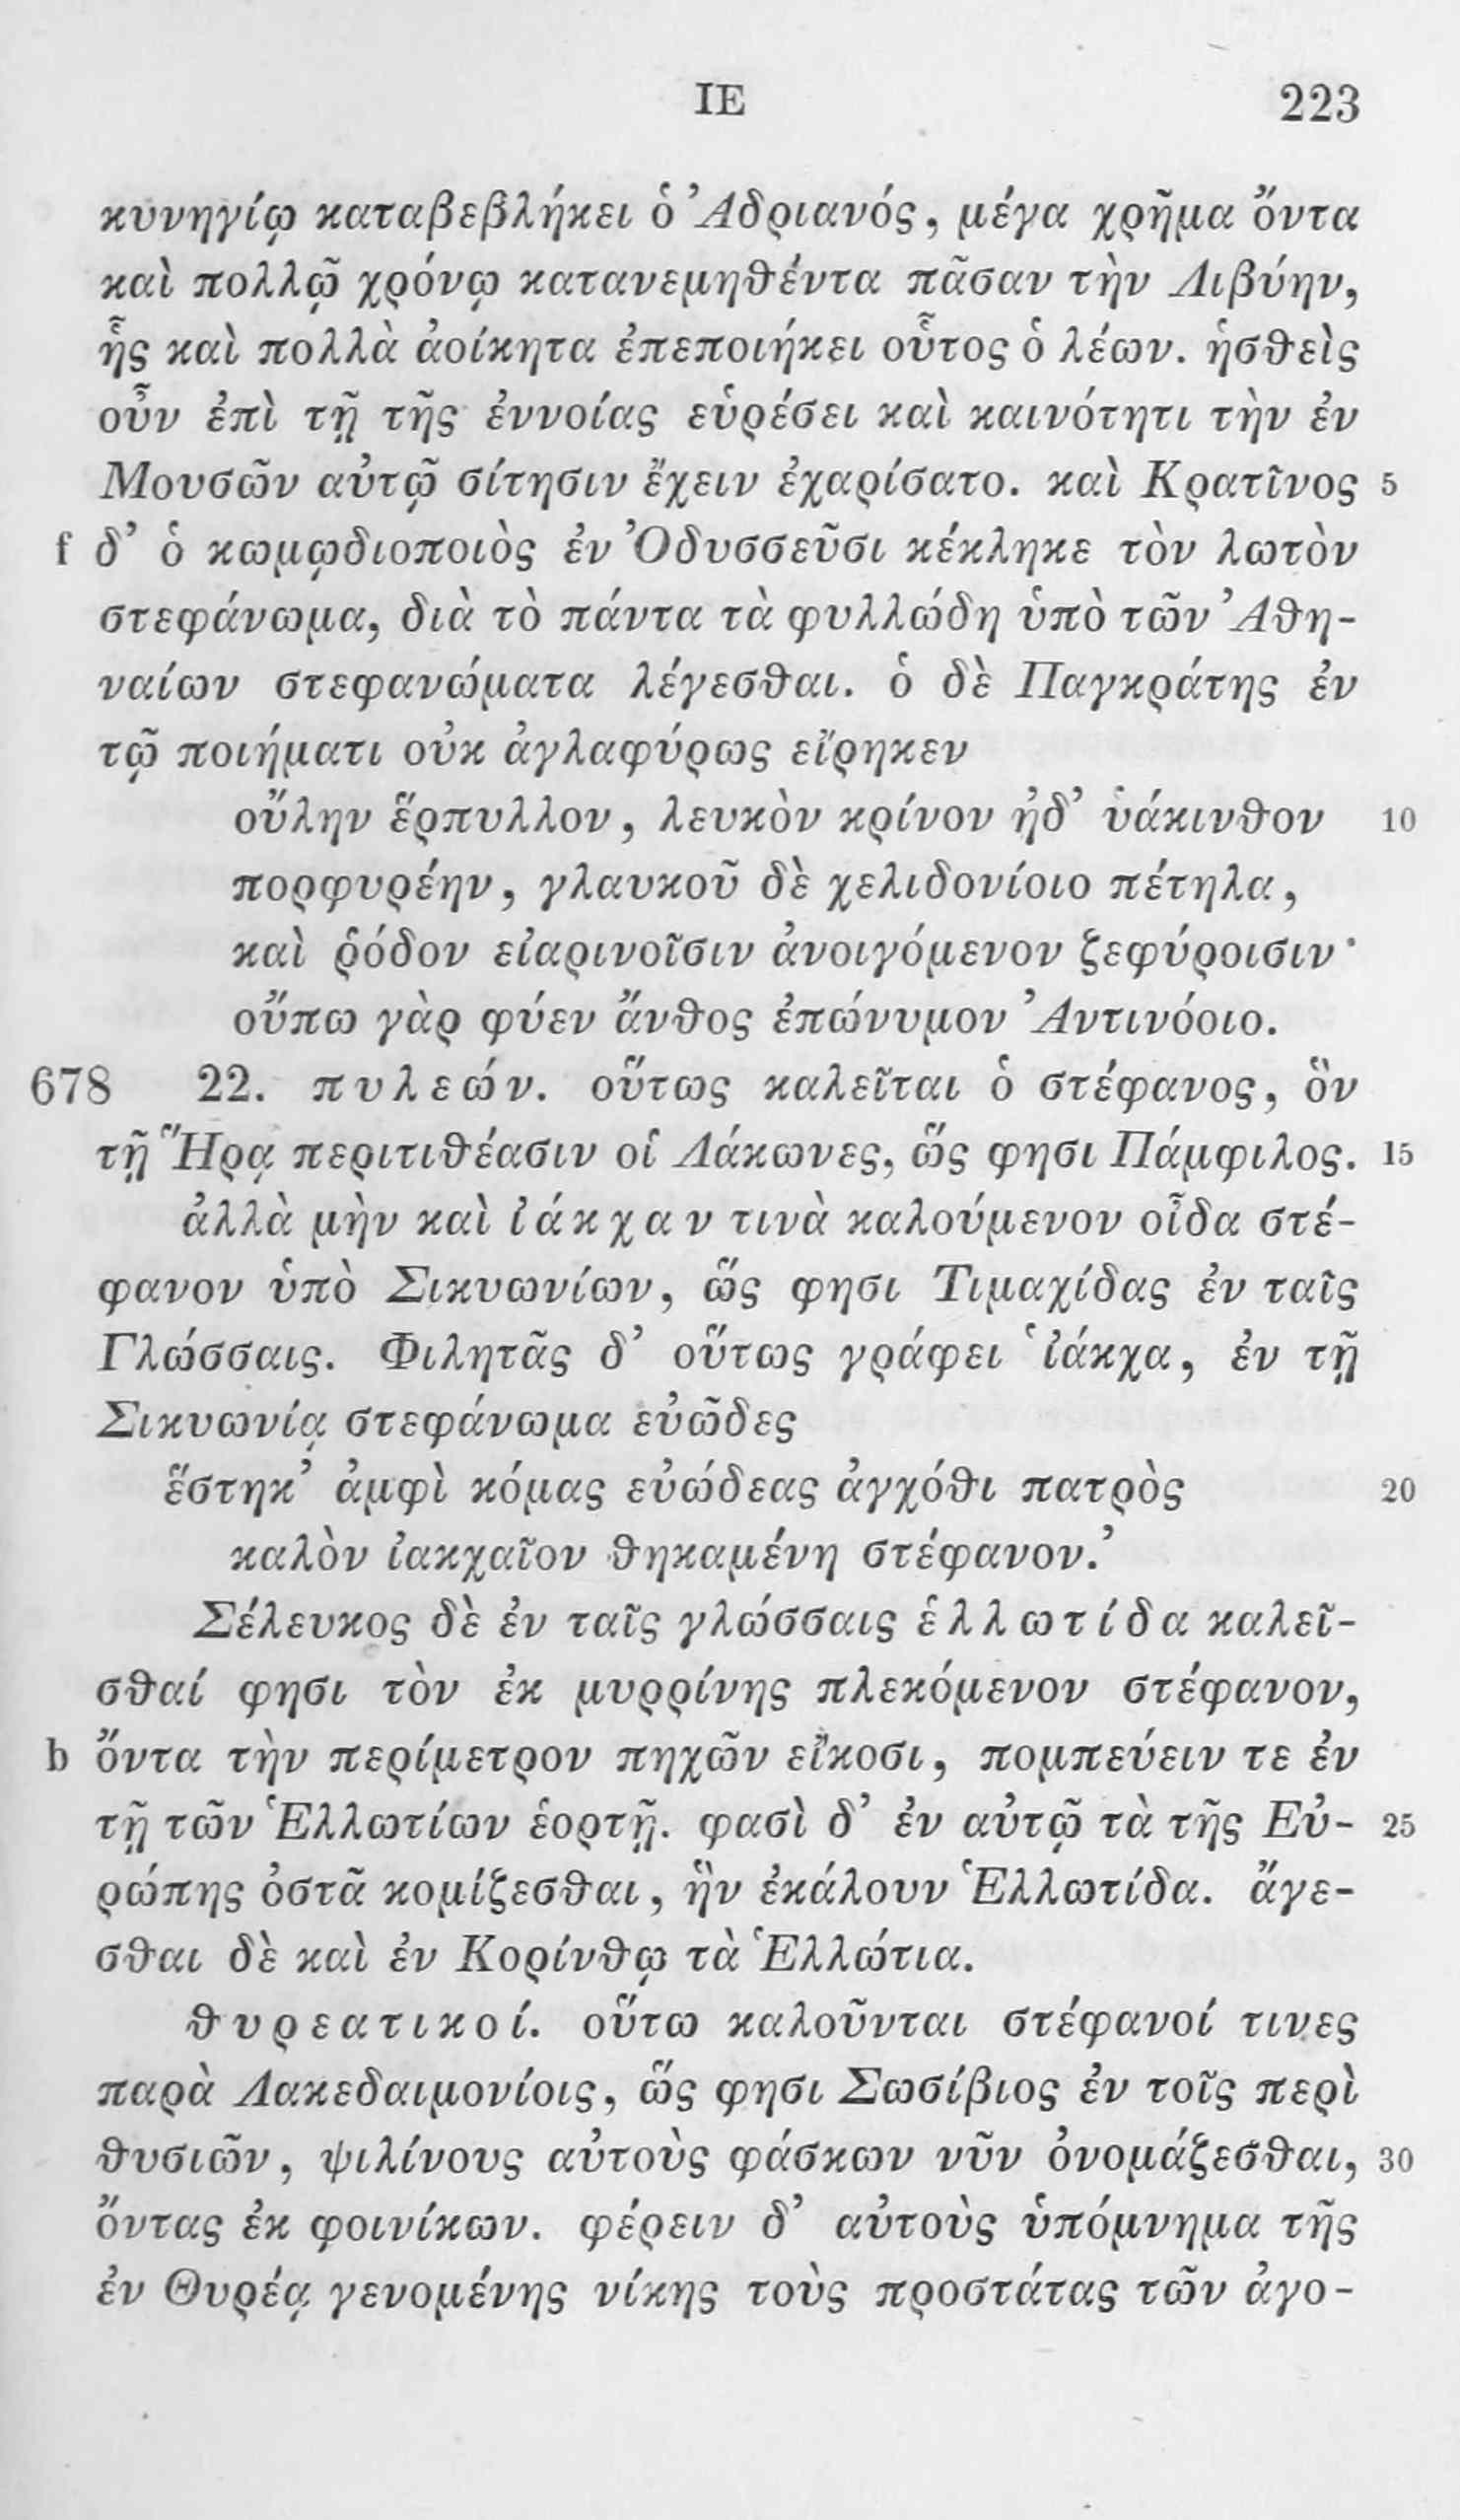 ΙΕ 223
κυνηγίῳ καταβεβλήκει ὁ Ἀδριανός, μέγα χρῆμα ὄντα
καὶ πολλῷ χρόνῳ κατανεμηθέντα πᾶσαν τὴν Λιβύην,
ἧς καὶ πολλὰ ἀοίκητα ἐπεποιήκει οὗτος ὁ λέων. ἡσθεὶς
οὖν ἐπὶ τῇ τῆς ἐννοίας εὑρέσει καὶ καινότητι τὴν ἐν
Μουσῶν αὐτῷ σίτησιν ἔχειν ἐχαρίσατο. καὶ Κρατῖνος 5
f δ’ ὁ κωμῳδιοποιὸς ἐν Ὀδυσσεῦσι κέκληκε τὸν λωτὸν
στεφάνωμα, διὰ τὸ πάντα τὰ φυλλώδη ὑπὸ τῶν Ἀθη-
ναίων στεφανώματα λέγεσθαι. ὁ δὲ Παγκράτης ἐν
τῷ ποιήματι οὐκ ἀγλαφύρως εἴρηκεν
οὔλην ἕρπυλλον, λευκὸν κρίνον ἠδ’ ὑάκινθον 10
πορφυρέην, γλαυκοῦ δὲ χελιδονίοιο πέτηλα,
καὶ ῥόδον εἰαρινοῖσιν ἀνοιγόμενον ζεφύροισιν·
οὔπω γὰρ φύεν ἄνθος ἐπώνυμον Ἀντινόοιο.
678 22. πυλεών. οὕτως καλεῖται ὁ στέφανος, ὃν
τῇ Ἥρᾳ περιτιθέασιν οἱ Λάκωνες, ὥς φησι Πάμφιλος. 15
ἀλλὰ μὴν καὶ ἰάκχαν τινὰ καλούμενον οἶδα στέ-
φανον ὑπὸ Σικυωνίων, ὥς φησι Τιμαχίδας ἐν ταῖς
Γλώσσαις. Φιλητᾶς δ’ οὕτως γράφει ‘ἰάκχα, ἐν τῇ
Σικυωνίᾳ στεφάνωμα εὐῶδες
ἕστηκ’ ἀμφὶ κόμας εὐώδεας ἀγχόθι πατρὸς 20
καλὸν ἰακχαῖον θηκαμένη στέφανον.’
Σέλευκος δὲ ἐν ταῖς γλώσσαις ἑλλωτίδα καλεῖ-
σθαί φησι τὸν ἐκ μυρρίνης πλεκόμενον στέφανον,
b ὄντα τὴν περίμετρον πηχῶν εἴκοσι, πομπεύειν τε ἐν
τῇ τῶν Ἑλλωτίων ἑορτῇ. φασὶ δ’ ἐν αὐτῷ τὰ τῆς Εὐ- 25
ρώπης ὀστᾶ κομίζεσθαι, ἣν ἐκάλουν Ἑλλωτίδα. ἄγε-
σθαι δὲ καὶ ἐν Κορίνθῳ τὰ Ἑλλώτια.
θυρεατικοί. οὕτω καλοῦνται στέφανοί τινες
παρὰ Λακεδαιμονίοις, ὥς φησι Σωσίβιος ἐν τοῖς περὶ
θυσιῶν, ψιλίνους αὐτοὺς φάσκων νῦν ὀνομάζεσθαι, 30
ὄντας ἐκ φοινίκων. φέρειν δ’ αὐτοὺς ὑπόμνημα τῆς
ἐν Θυρέᾳ γενομένης νίκης τοὺς προστάτας τῶν ἀγο-